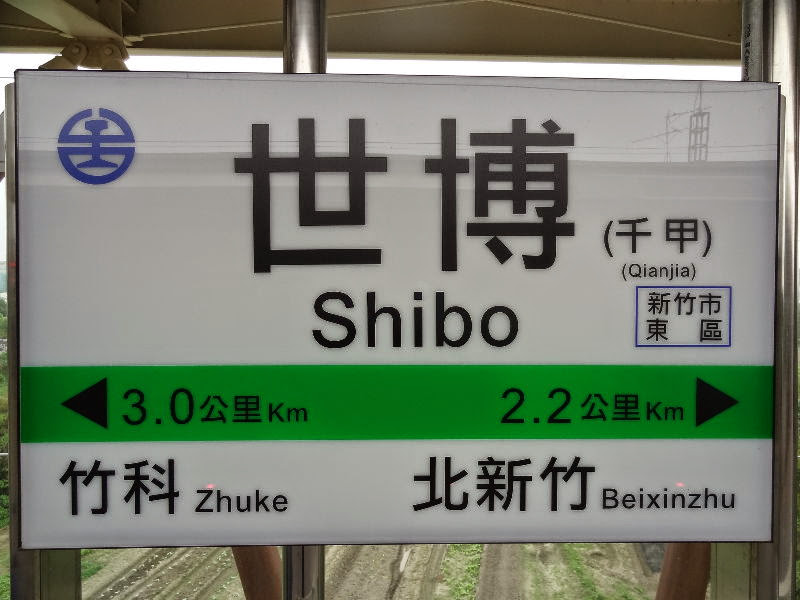 世博
(千甲)
(Qianjia)
Shibo
新竹市
東區
3.0公里Km
2.2公里Km
竹科 Zhuke
北新竹 Beixinzhu